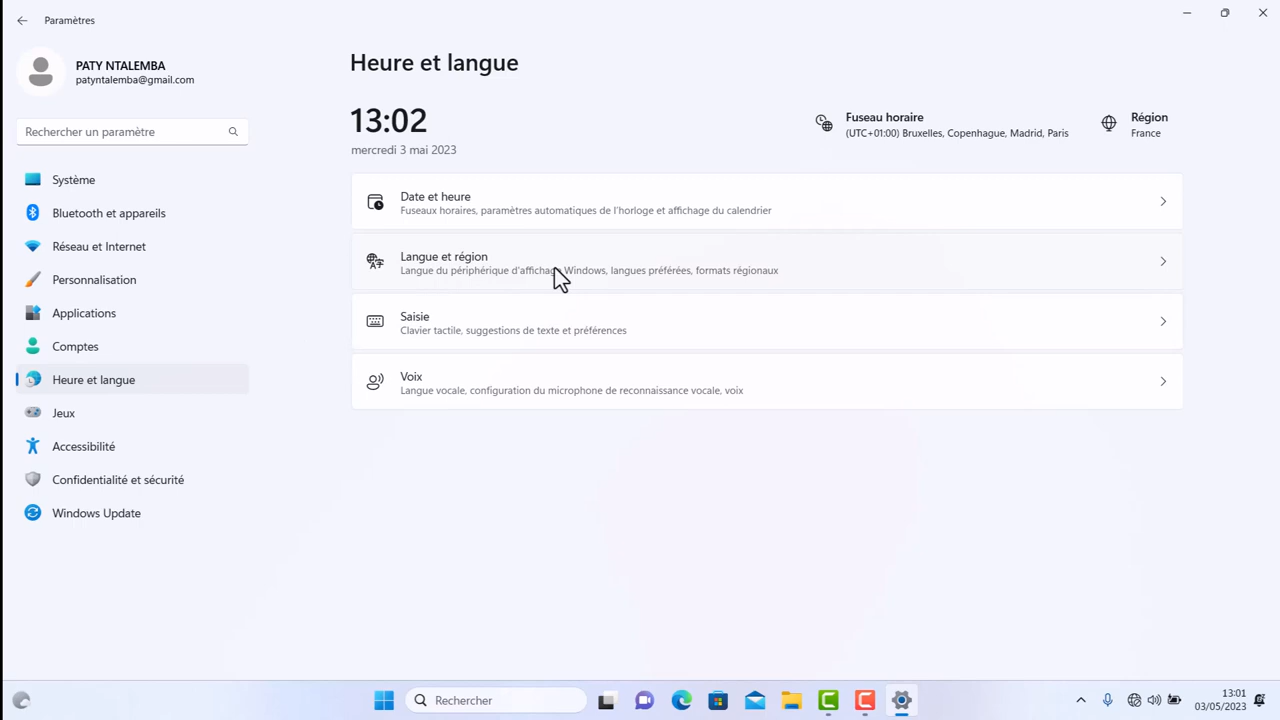 Paramètres
PATY NTALEMBA
patyntalemba@gmail.com
Rechercher un paramètre
Système
Bluetooth et appareils
Réseau et Internet
Personnalisation
Applications
Comptes
Heure et langue
Jeux
Accessibilité
Confidentialité et sécurité
Windows Update
Heure et langue
13:02
mercredi 3 mai 2023
Fuseau horaire
(UTC+01:00) Bruxelles, Copenhague, Madrid, Paris
Région
France
Date et heure
Fuseaux horaires, paramètres automatiques de l'horloge et affichage du calendrier
Langue et région
Langue du périphérique d'affichage Windows, langues préférées, formats régionaux
Saisie
Clavier tactile, suggestions de texte et préférences
Voix
Langue vocale, configuration du microphone de reconnaissance vocale, voix
Rechercher
13:01
03/05/2023